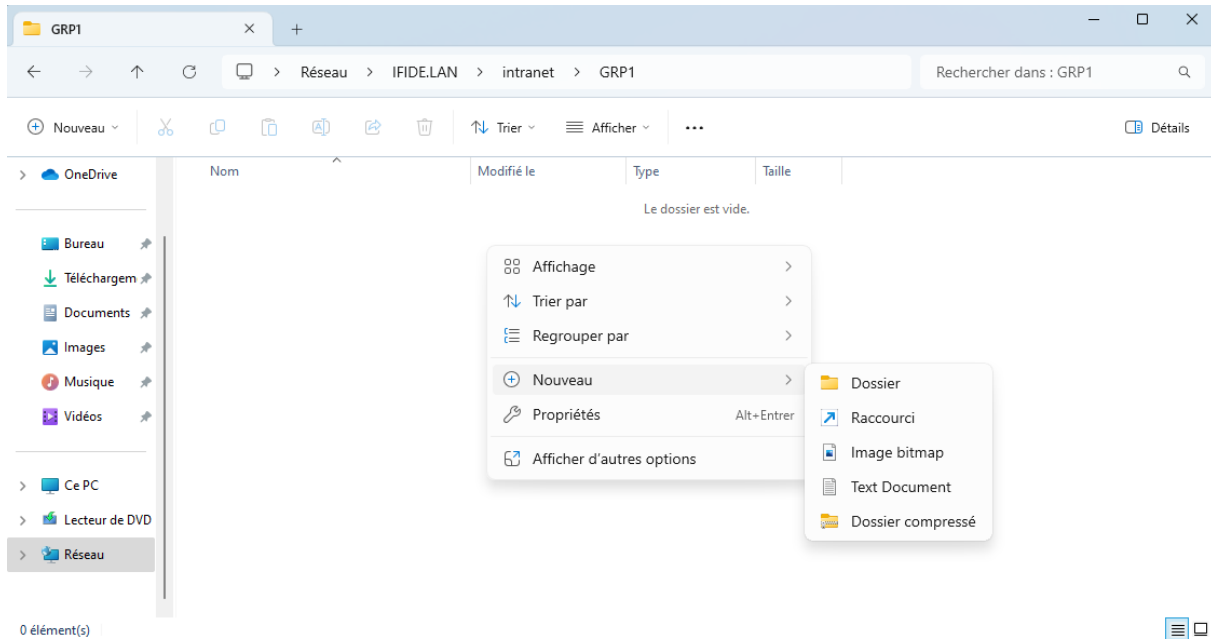 GRP1
Réseau > IFIDE.LAN > intranet > GRP1
Rechercher dans : GRP1
Nouveau
Trier
Afficher
Détails
OneDrive
Nom
Modifié le
Type
Taille
Le dossier est vide.
Bureau
Téléchargem
Documents
Images
Musique
Vidéos
Ce PC
Lecteur de DVD
Réseau
Affichage
Trier par
Regrouper par
Nouveau
Propriétés Alt+Entrer
Afficher d'autres options
Dossier
Raccourci
Image bitmap
Text Document
Dossier compressé
0 élément(s)